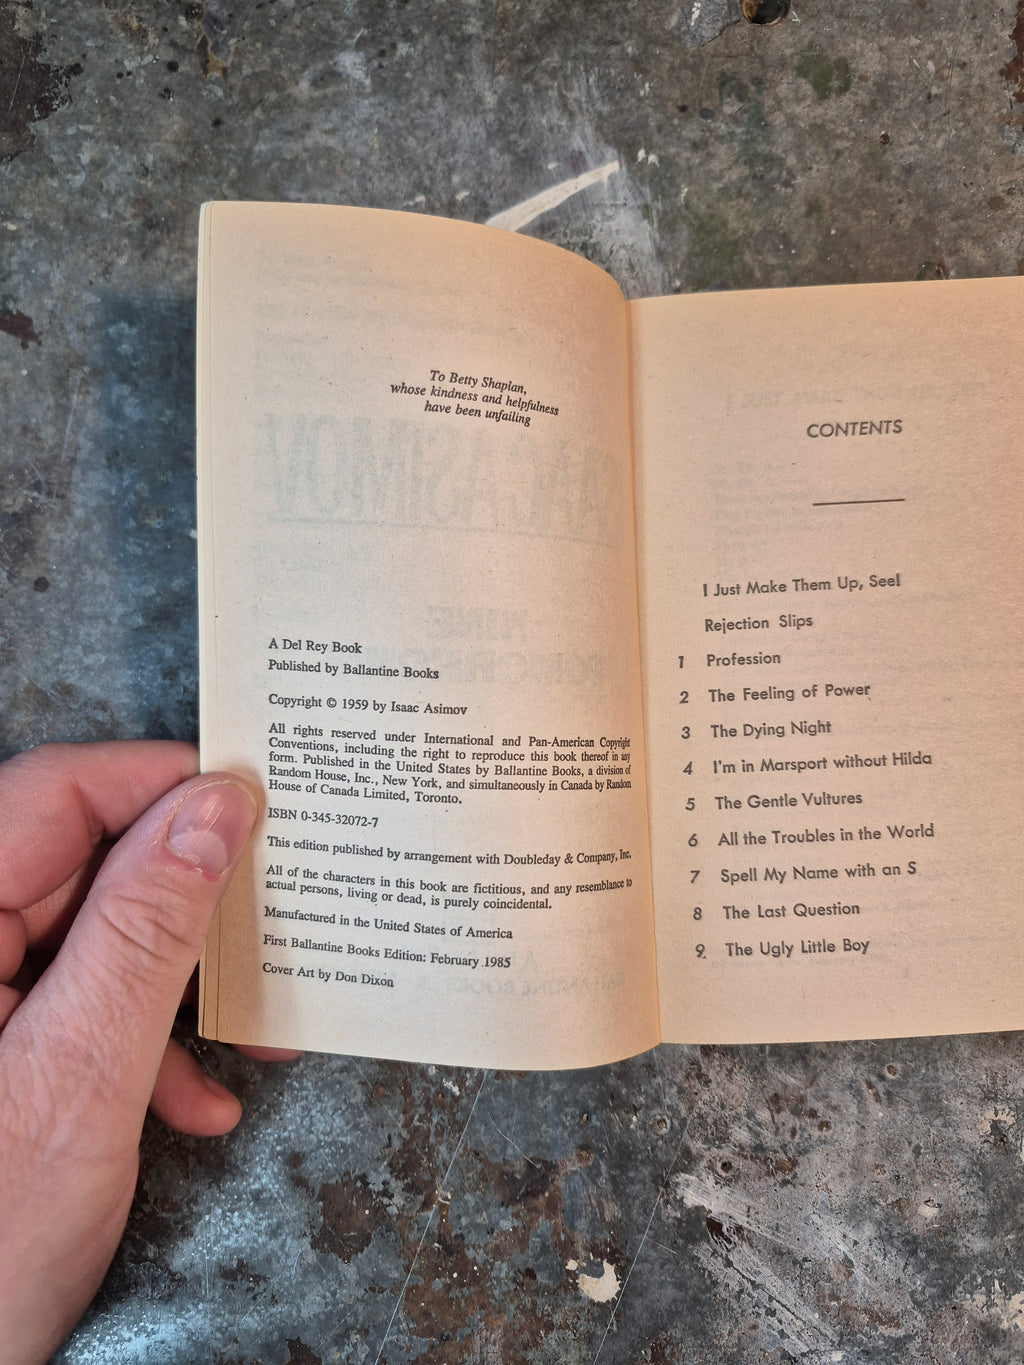 To Betty Shapian,
whose kindness and helpfulness
have been unfailing
A Del Rey Book
Published by Ballantine Books
Copyright © 1959 by Isaac Asimov
All rights reserved under International and Pan-American Copyright
Conventions, including the right to reproduce this book thereof in any
form. Published in the United States by Ballantine Books, a division of
Random House, Inc., New York, and simultaneously in Canada by Random
House of Canada Limited, Toronto.
ISBN 0-345-32072-7
This edition published by arrangement with Doubleday & Company, Inc.
All of the characters in this book are fictitious, and any resemblance to
actual persons, living or dead, is purely coincidental.
Manufactured in the United States of America
First Ballantine Books Edition: February 1985
Cover Art by Don Dixon
CONTENTS
I Just Make Them Up, See!
Rejection Slips
1 Profession
2 The Feeling of Power
3 The Dying Night
4 I'm in Marsport without Hilda
5 The Gentle Vultures
6 All the Troubles in the World
7 Spell My Name with an S
8 The Last Question
9. The Ugly Little Boy